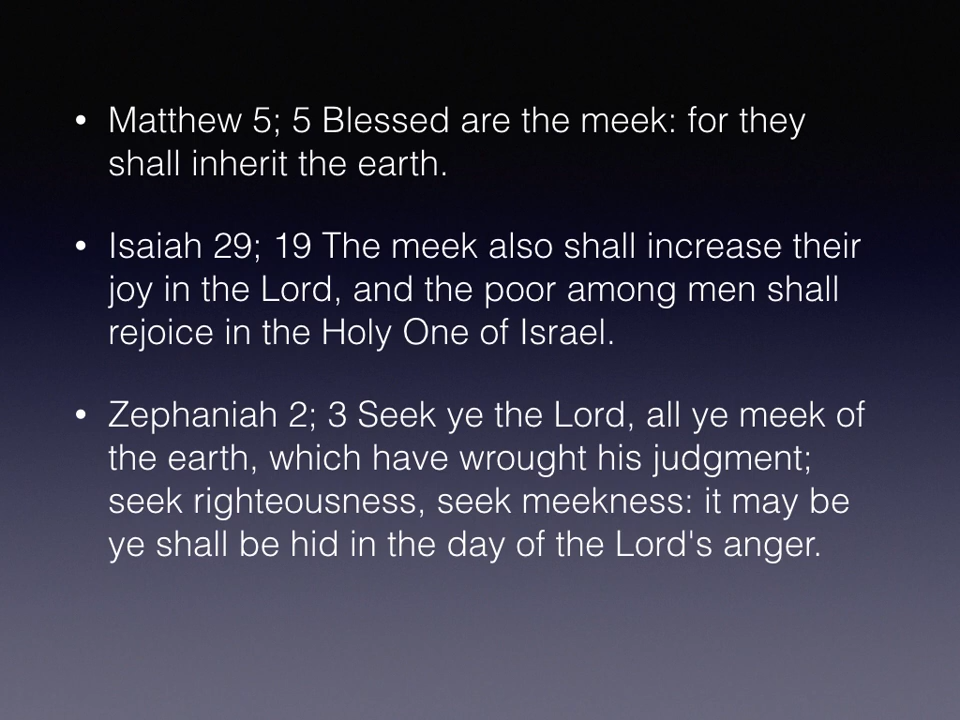 • Matthew 5; 5 Blessed are the meek: for they
shall inherit the earth.
• Isaiah 29; 19 The meek also shall increase their
joy in the Lord, and the poor among men shall
rejoice in the Holy One of Israel.
• Zephaniah 2; 3 Seek ye the Lord, all ye meek of
the earth, which have wrought his judgment;
seek righteousness, seek meekness: it may be
ye shall be hid in the day of the Lord's anger.